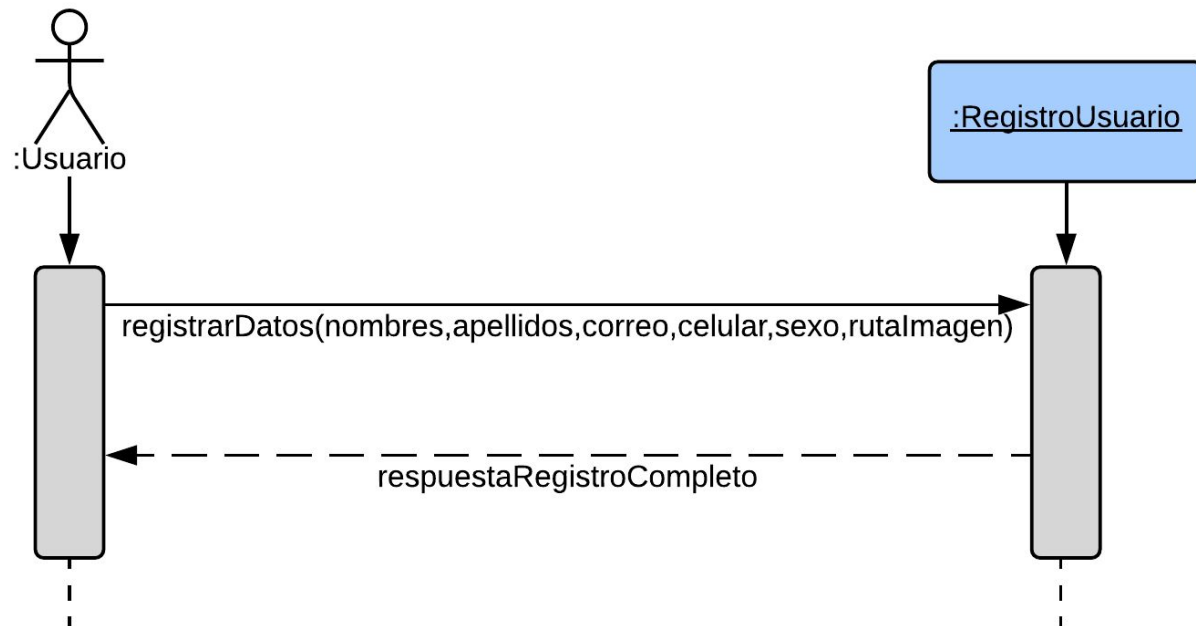 :RegistroUsuario
:Usuario
registrarDatos(nombres,apellidos,correo,celular,sexo,rutaImagen)
respuestaRegistroCompleto